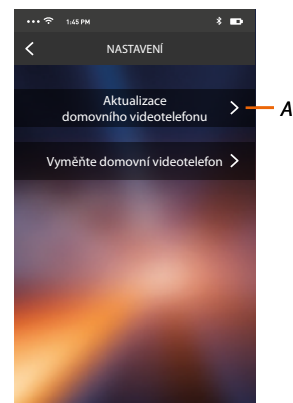 1:45 PM
NASTAVENÍ
Aktualizace
domovního videotelefonu
A
Vyměňte domovní videotelefon